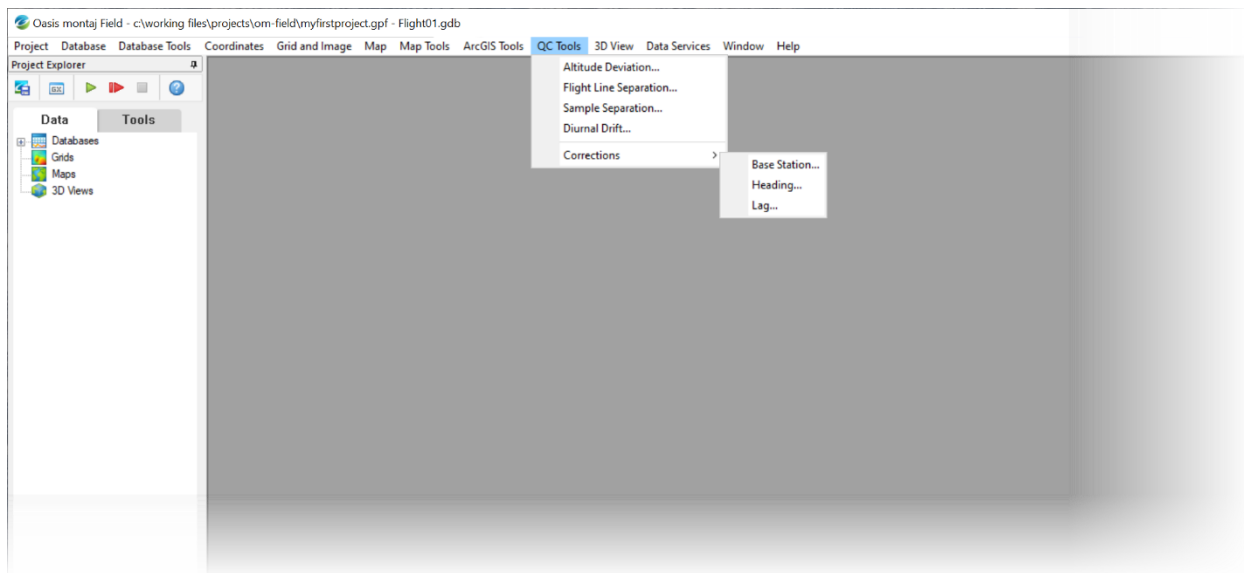 Oasis montaj Field - c:\working files\projects\om-field\myfirstproject.gpf - Flight01.gdb
Project Database Database Tools Coordinates Grid and Image Map Map Tools ArcGIS Tools QC Tools 3D View Data Services Window Help
Project Explorer
GX
Data Tools
Databases
Grids
Maps
3D Views
Altitude Deviation...
Flight Line Separation...
Sample Separation...
Diurnal Drift...
Corrections
Base Station...
Heading...
Lag...